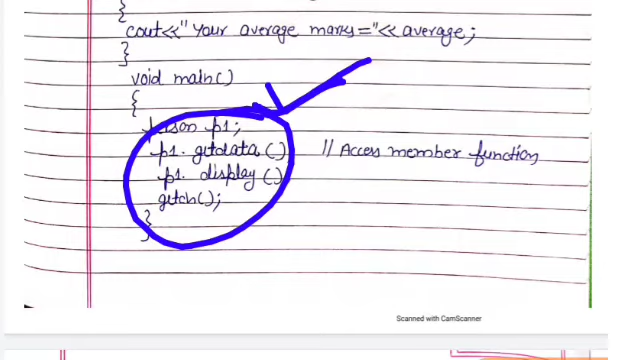 {
cout<<" Your average marks="<< average;
}
void main()
{
person p1;
p1. getdata() // Access member function
p1. display()
getch();
}
Scanned with CamScanner